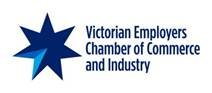 Victorian Employers
Chamber of Commerce
and Industry